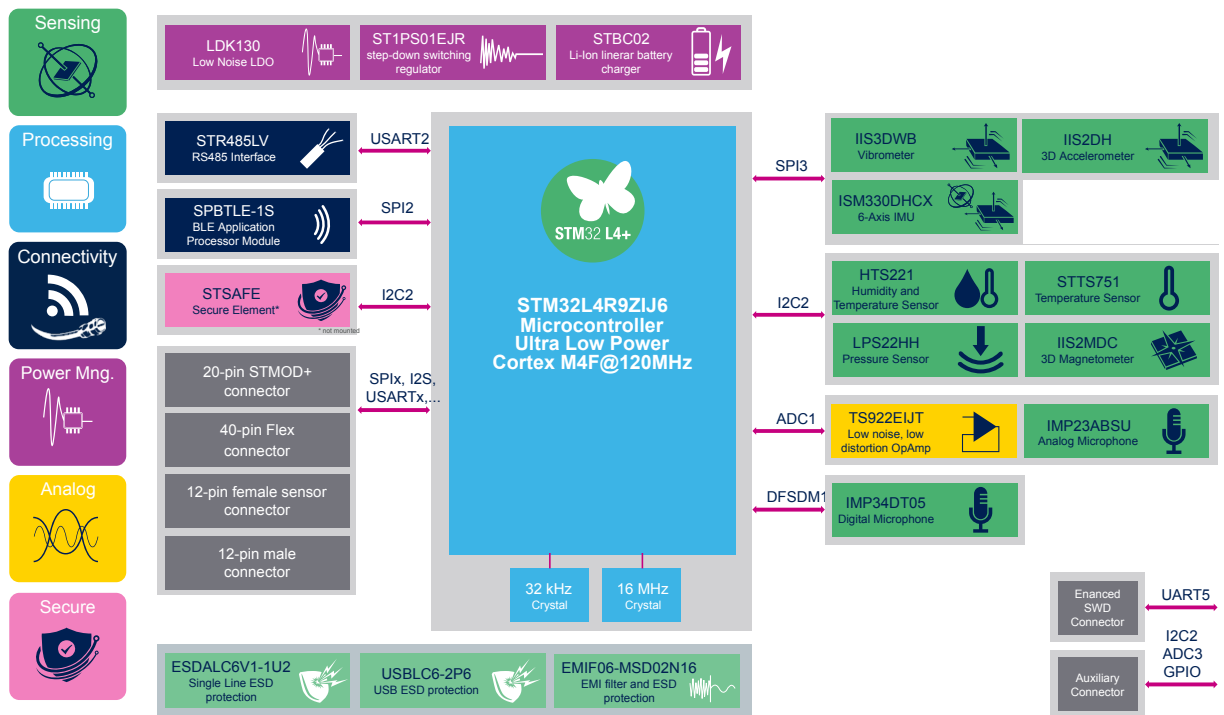 Sensing
Processing
Connectivity
Power Mng.
Analog
Secure
LDK130
Low Noise LDO
ST1PS01EJR
step-down switching
regulator
STBC02
Li-Ion linerar battery
charger
STR485LV
RS485 Interface
USART2
SPBTLE-1S
BLE Application
Processor Module
SPI2
STSAFE
Secure Element*
* not mounted
I2C2
20-pin STMOD+
connector
40-pin Flex
connector
12-pin female sensor
connector
12-pin male
connector
SPIx, I2S,
USARTx,...
STM32 L4+
STM32L4R9ZIJ6
Microcontroller
Ultra Low Power
Cortex M4F@120MHz
32 kHz
Crystal
16 MHz
Crystal
SPI3
IIS3DWB
Vibrometer
IIS2DH
3D Accelerometer
ISM330DHCX
6-Axis IMU
I2C2
HTS221
Humidity and
Temperature Sensor
STTS751
Temperature Sensor
LPS22HH
Pressure Sensor
IIS2MDC
3D Magnetometer
ADC1
TS922EIJT
Low noise, low
distortion OpAmp
IMP23ABSU
Analog Microphone
DFSDM1
IMP34DT05
Digital Microphone
Enanced
SWD
Connector
UART5
Auxiliary
Connector
I2C2
ADC3
GPIO
ESDALC6V1-1U2
Single Line ESD
protection
USBLC6-2P6
USB ESD protection
EMIF06-MSD02N16
EMI filter and ESD
protection